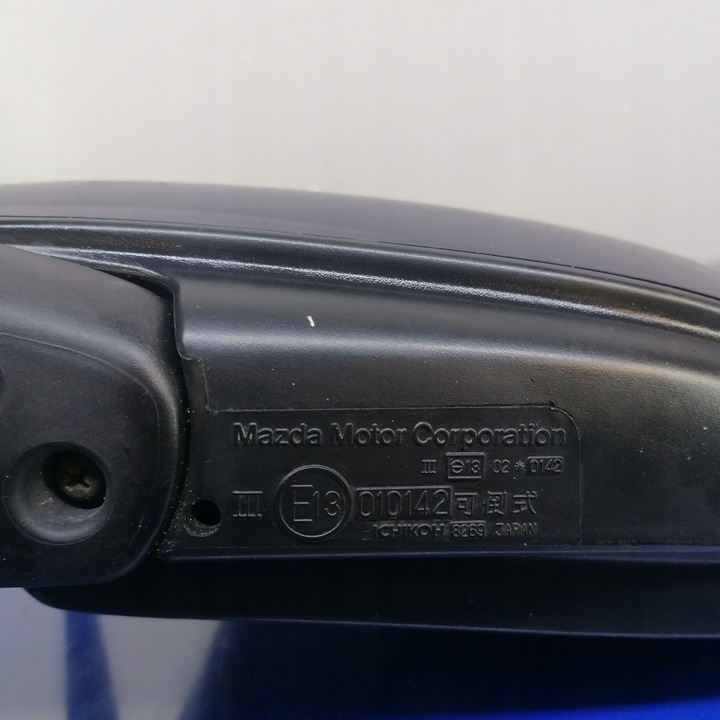 Mazda Motor Corporation
III e13 02 * 0142
III E13 010142 可倒式
ICHIKOH 8269 JAPAN